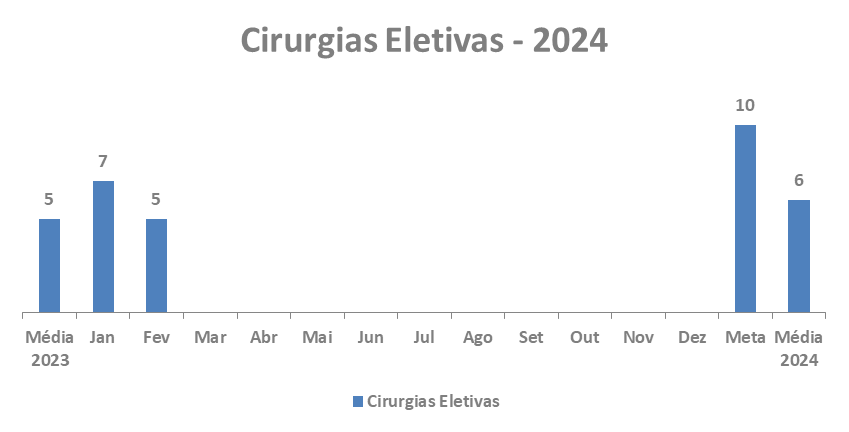 Cirurgias Eletivas - 2024
10
7
6
5
5
Média 2023
Jan
Fev
Mar
Abr
Mai
Jun
Jul
Ago
Set
Out
Nov
Dez
Meta
Média 2024
Cirurgias Eletivas